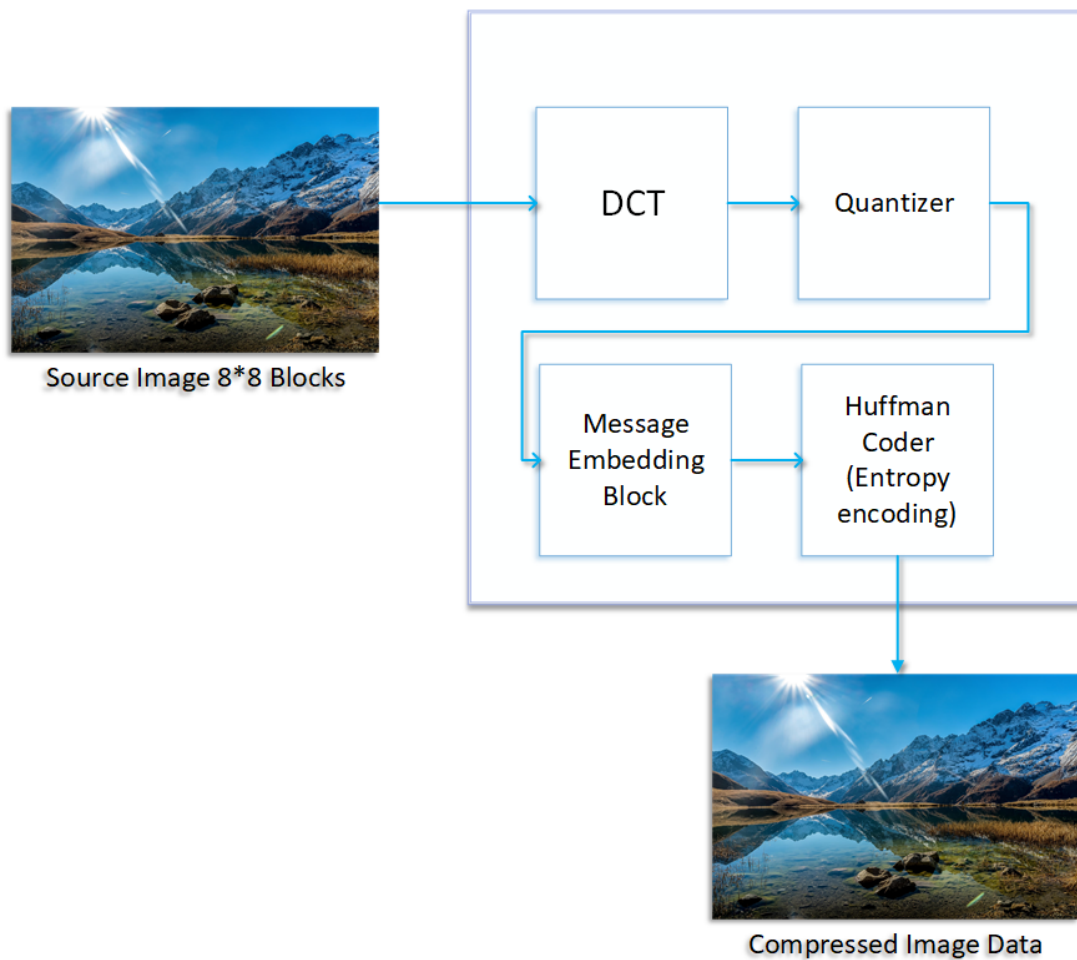 DCT
Quantizer
Source Image 8*8 Blocks
Message
Embedding
Block
Huffman
Coder
(Entropy
encoding)
Compressed Image Data